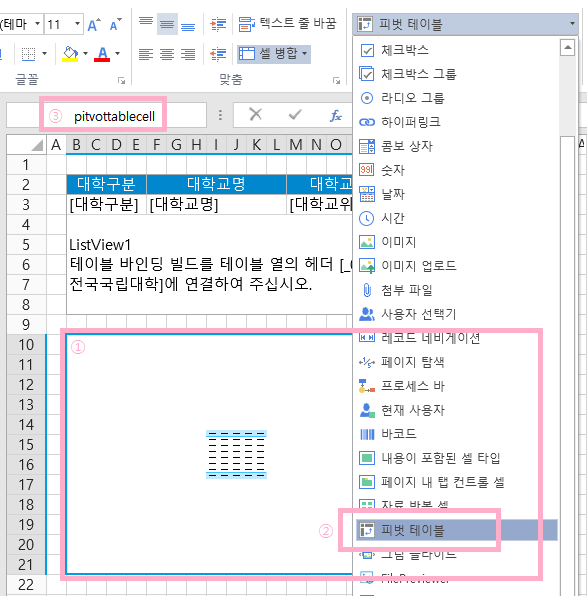 (테마
11
A
A
텍스트 줄 바꿈
셀 병합
글꼴
맞춤
피벗 테이블
③ pitvottablecell
fx
A B C D E F G H I J K L M N O
1
2 대학구분 대학교명 대학교
3 [대학구분] [대학교명] [대학교위
4
5 ListView1
6 테이블 바인딩 빌드를 테이블 열의 헤더 [_
7 전국국립대학]에 연결하여 주십시오.
8
9
10 ①
11
12
13
14
15
16
17
18
19
20
21
22
체크박스
체크박스 그룹
라디오 그룹
하이퍼링크
콤보 상자
숫자
날짜
시간
이미지
이미지 업로드
첨부 파일
사용자 선택기
레코드 네비게이션
페이지 탐색
프로세스 바
현재 사용자
바코드
내용이 포함된 셀 타입
페이지 내 탭 컨트롤 셀
자료 반복 셀
② 피벗 테이블
그림 슬라이드
FilePreviewer